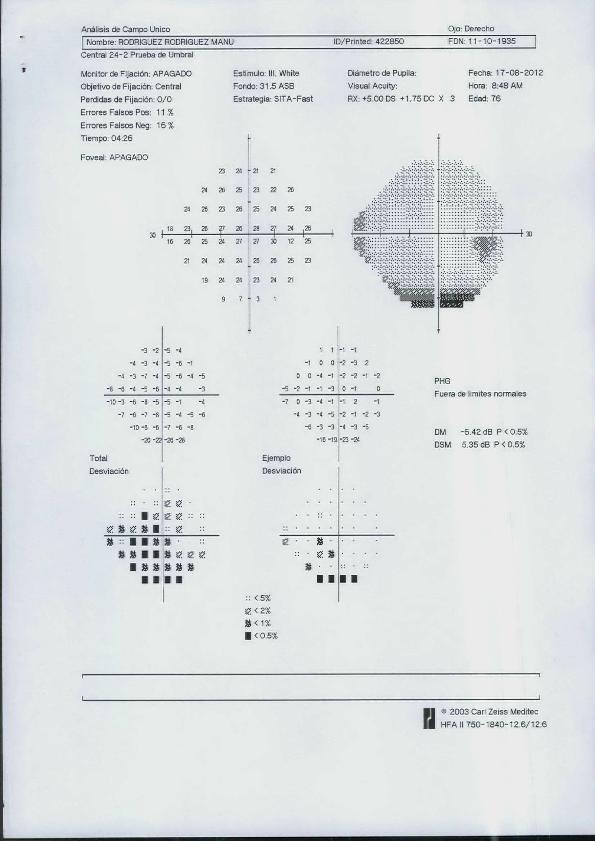 Análisis de Campo Unico
Ojo: Derecho
Nombre: RODRIGUEZ RODRIGUEZ MANU
ID/Printed: 422850
FDN: 11-10-1935
Central 24-2 Prueba de Umbral
Monitor de Fijación: APAGADO
Estímulo: III, White
Diámetro de Pupila:
Fecha: 17-08-2012
Objetivo de Fijación: Central
Fondo: 31.5 ASB
Visual Acuity:
Hora: 8:48 AM
Perdidas de Fijación: 0/0
Estrategia: SITA-Fast
RX: +5.00 DS +1.75 DC X 3
Edad: 76
Errores Falsos Pos: 11 %
Errores Falsos Neg: 16 %
Tiempo: 04:26
Foveal: APAGADO
23 24 21 21
24 26 25 23 22 26
24 26 23 26 25 24 25 23
18 23 26 27 26 28 27 24 26
30
30
16 26 25 24 27 27 30 12 25
21 24 24 24 26 26 25 23
19 24 24 23 24 21
9 7 3 1
-3 -2 -5 -4
-4 -3 -4 -5 -6 -1
-4 -3 -7 -4 -5 -6 -4 -5
-8 -6 -4 -5 -6 -4 -4 -3
-10 -3 -6 -8 -5 -5 -1 -4
-7 -6 -7 -8 -5 -4 -5 -6
-10 -6 -6 -7 -6 -8
-20 -22 -26 -26
Total
Desviación
1 1 -1 -1
-1 0 0 -2 -3 2
0 0 -4 -1 -2 -2 -1 -2
-5 -2 -1 -1 -3 0 -1 0
-7 0 -3 -4 -1 -1 2 -1
-4 -3 -4 -5 -2 -1 -2 -3
-6 -3 -3 -4 -3 -5
-16 -19 -23 -24
Ejemplo
Desviación
PHG
Fuera de limites normales
DM -5.42 dB P < 0.5%
DSM 5.35 dB P < 0.5%
< 5%
< 2%
< 1%
< 0.5%
© 2003 Carl Zeiss Meditec
HFA II 750-1840-12.6/12.6